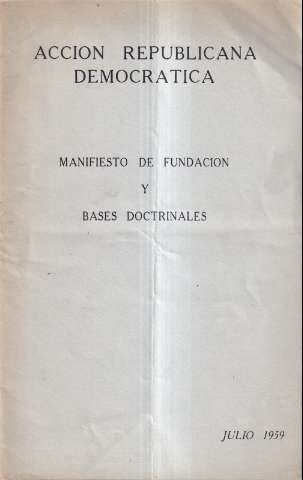 ACCION REPUBLICANA
DEMOCRATICA
MANIFIESTO DE FUNDACION
Y
BASES DOCTRINALES
JULIO 1959